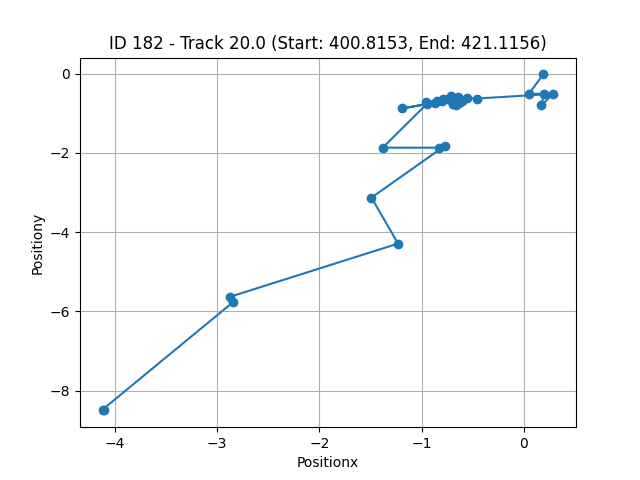 ID 182 - Track 20.0 (Start: 400.8153, End: 421.1156)
0
−2
−4
−6
−8
Positiony
−4 −3 −2 −1 0
Positionx